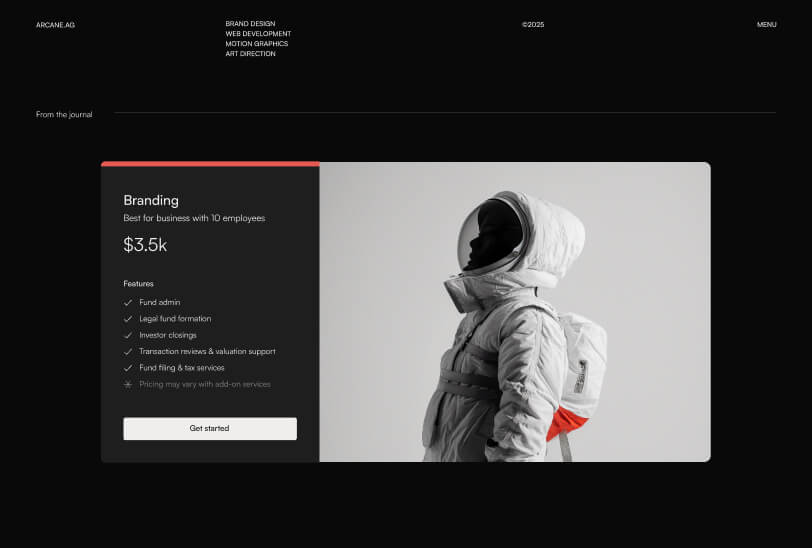 ARCANE.AG
BRAND DESIGN
WEB DEVELOPMENT
MOTION GRAPHICS
ART DIRECTION
©2025
MENU
From the journal
Branding
Best for business with 10 employees
$3.5k
Features
Fund admin
Legal fund formation
Investor closings
Transaction reviews & valuation support
Fund filing & tax services
Pricing may vary with add-on services
Get started